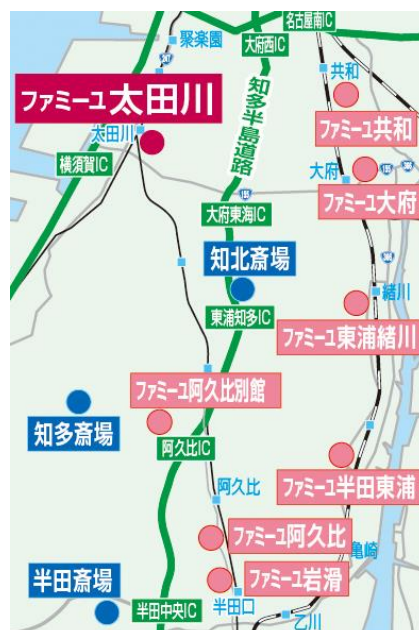 名古屋南IC
聚楽園
大府西IC
247
共和
ファミーユ太田川
知多半島道路
ファミーユ共和
太田川
横須賀IC
大府
155
366
ファミーユ大府
155
大府東海IC
知北斎場
緒川
366
東浦知多IC
ファミーユ東浦緒川
ファミーユ阿久比別館
知多斎場
阿久比IC
ファミーユ半田東浦
阿久比
ファミーユ阿久比
亀崎
半田斎場
ファミーユ岩滑
半田口
半田中央IC
乙川